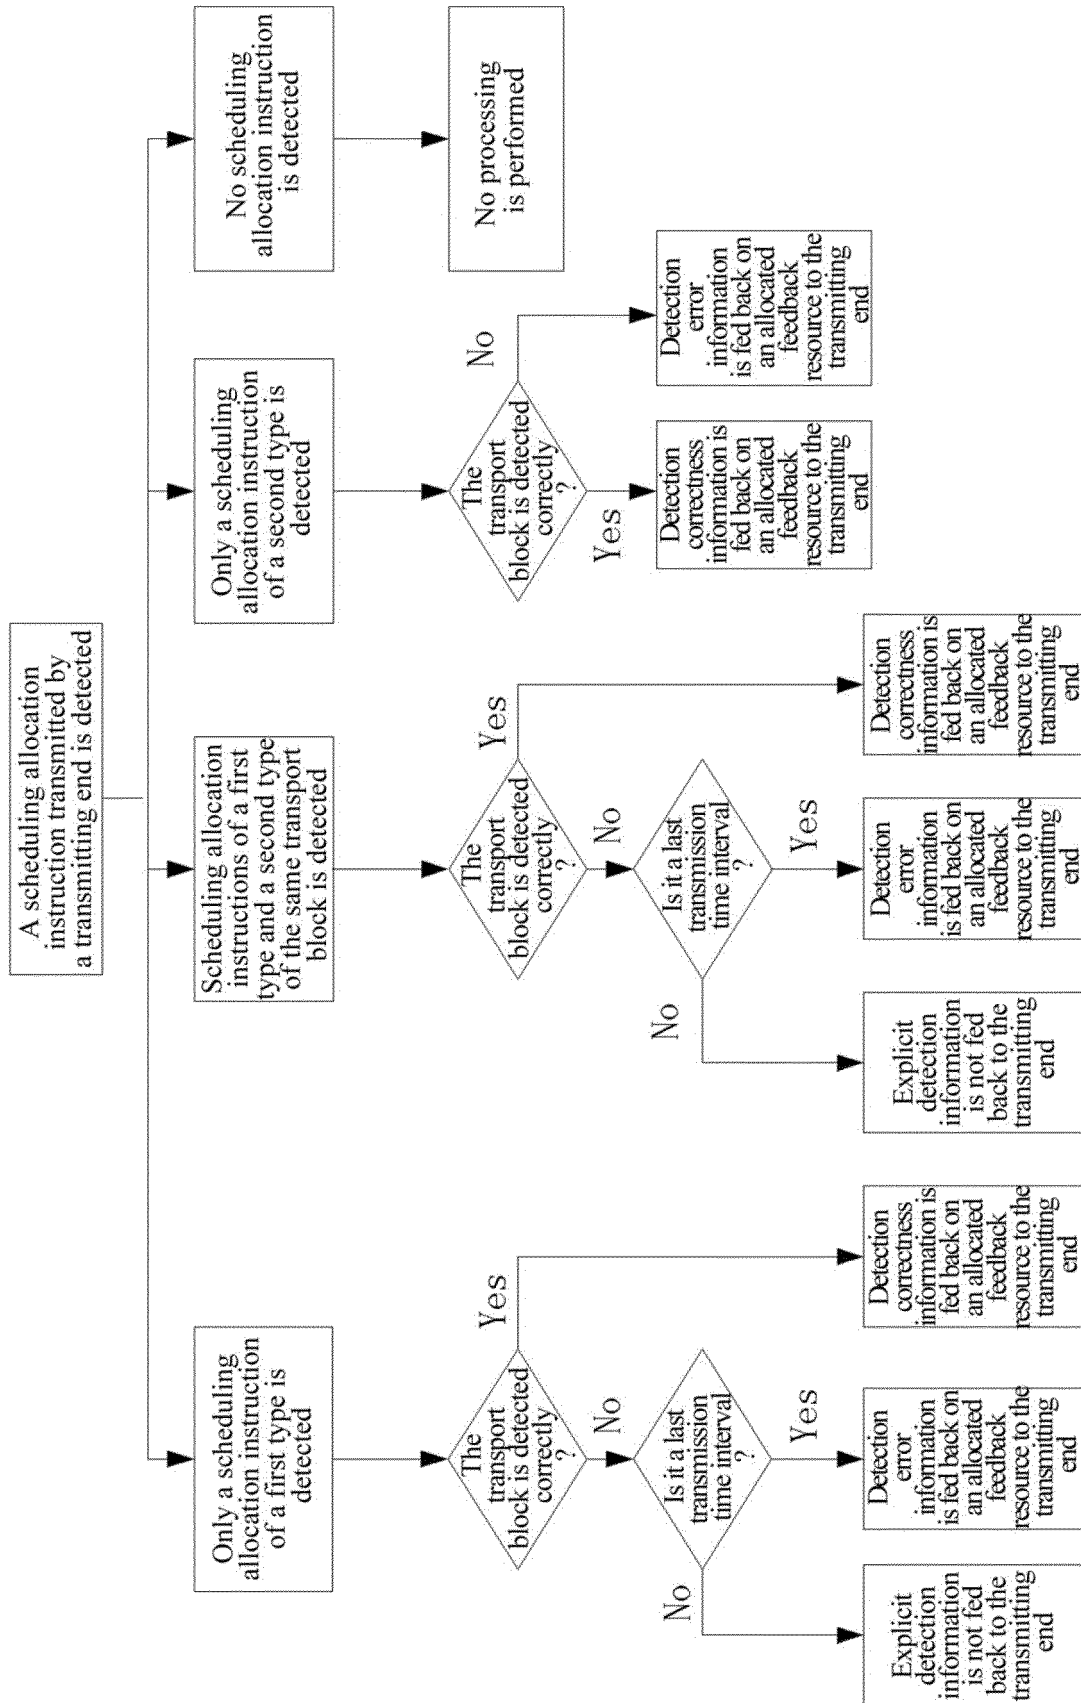 A scheduling allocation
instruction transmitted by
a transmitting end is detected
Only a scheduling
allocation instruction
of a first type is
detected
Scheduling allocation
instructions of a first
type and a second type
of the same transport
block is detected
Only a scheduling
allocation instruction
of a second type is
detected
No scheduling
allocation instruction
is detected
The
transport
block is detected
correctly
?
Yes
No
Is it a last
transmission
time interval
?
No
Yes
Explicit
detection
information
is not fed
back to the
transmitting
end
Detection
error
information
is fed back on
an allocated
feedback
resource to the
transmitting
end
Detection
correctness
information is
fed back on
an allocated
feedback
resource to the
transmitting
end
The
transport
block is detected
correctly
?
Yes
No
Is it a last
transmission
time interval
?
No
Yes
Explicit
detection
information
is not fed
back to the
transmitting
end
Detection
error
information
is fed back on
an allocated
feedback
resource to the
transmitting
end
Detection
correctness
information is
fed back on
an allocated
feedback
resource to the
transmitting
end
The
transport
block is detected
correctly
?
No
Yes
Detection
correctness
information is
fed back on
an allocated
feedback
resource to the
transmitting
end
Detection
error
information
is fed back on
an allocated
feedback
resource to the
transmitting
end
No processing
is performed